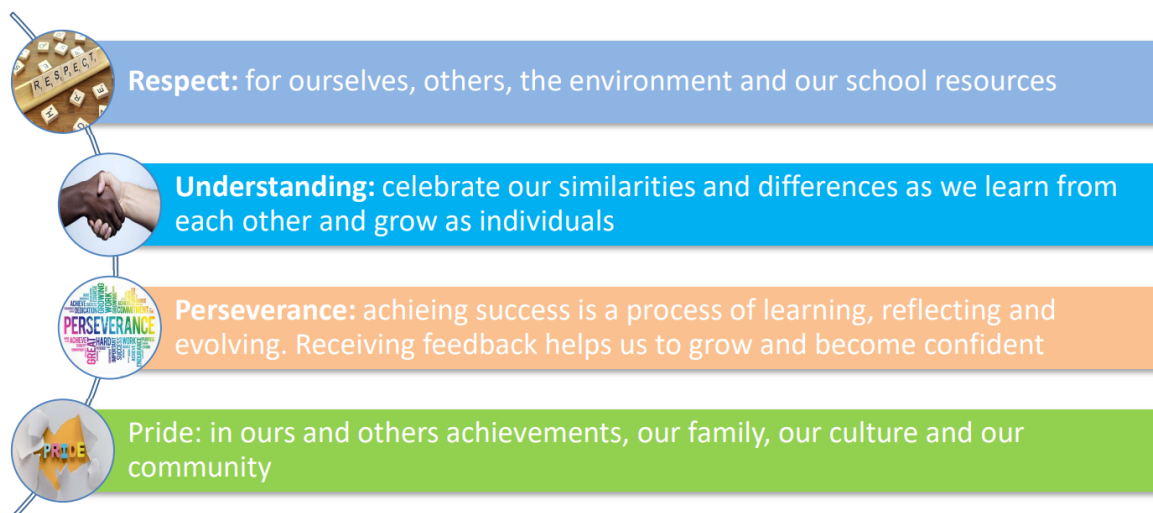 RESPECT
Respect: for ourselves, others, the environment and our school resources
Understanding: celebrate our similarities and differences as we learn from
each other and grow as individuals
PERSEVERANCE
Perseverance: achieing success is a process of learning, reflecting and
evolving. Receiving feedback helps us to grow and become confident
PRIDE
Pride: in ours and others achievements, our family, our culture and our
community